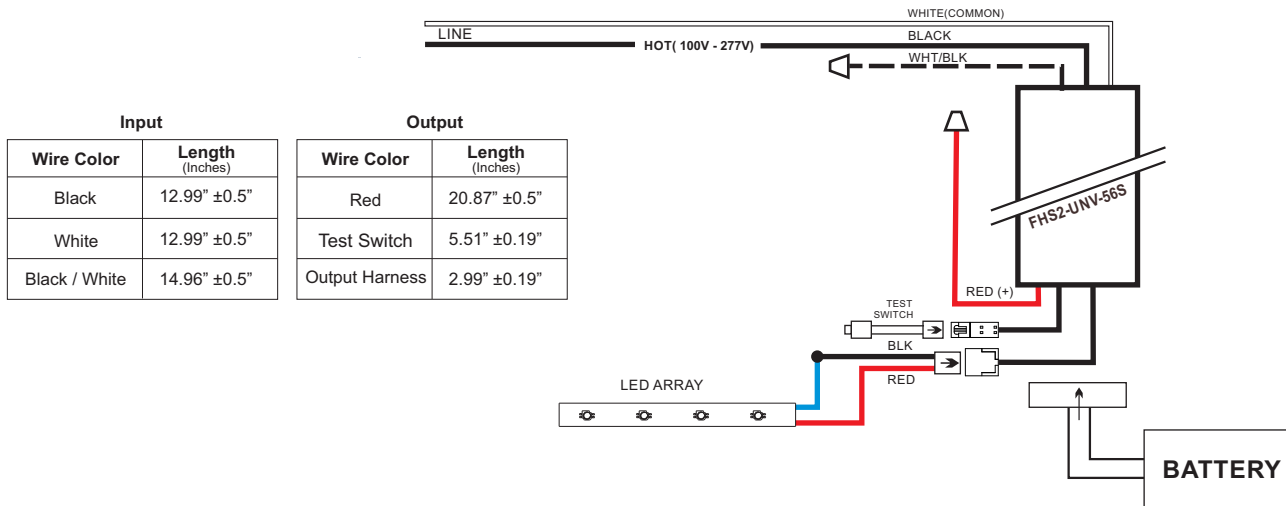 WHITE(COMMON)
LINE
HOT( 100V - 277V)
BLACK
WHT/BLK
Input
Wire Color Length (Inches)
Black 12.99” ±0.5”
White 12.99” ±0.5”
Black / White 14.96” ±0.5”
Output
Wire Color Length (Inches)
Red 20.87” ±0.5”
Test Switch 5.51” ±0.19”
Output Harness 2.99” ±0.19”
FHS2-UNV-56S
RED (+)
TEST
SWITCH
BLK
RED
LED ARRAY
BATTERY